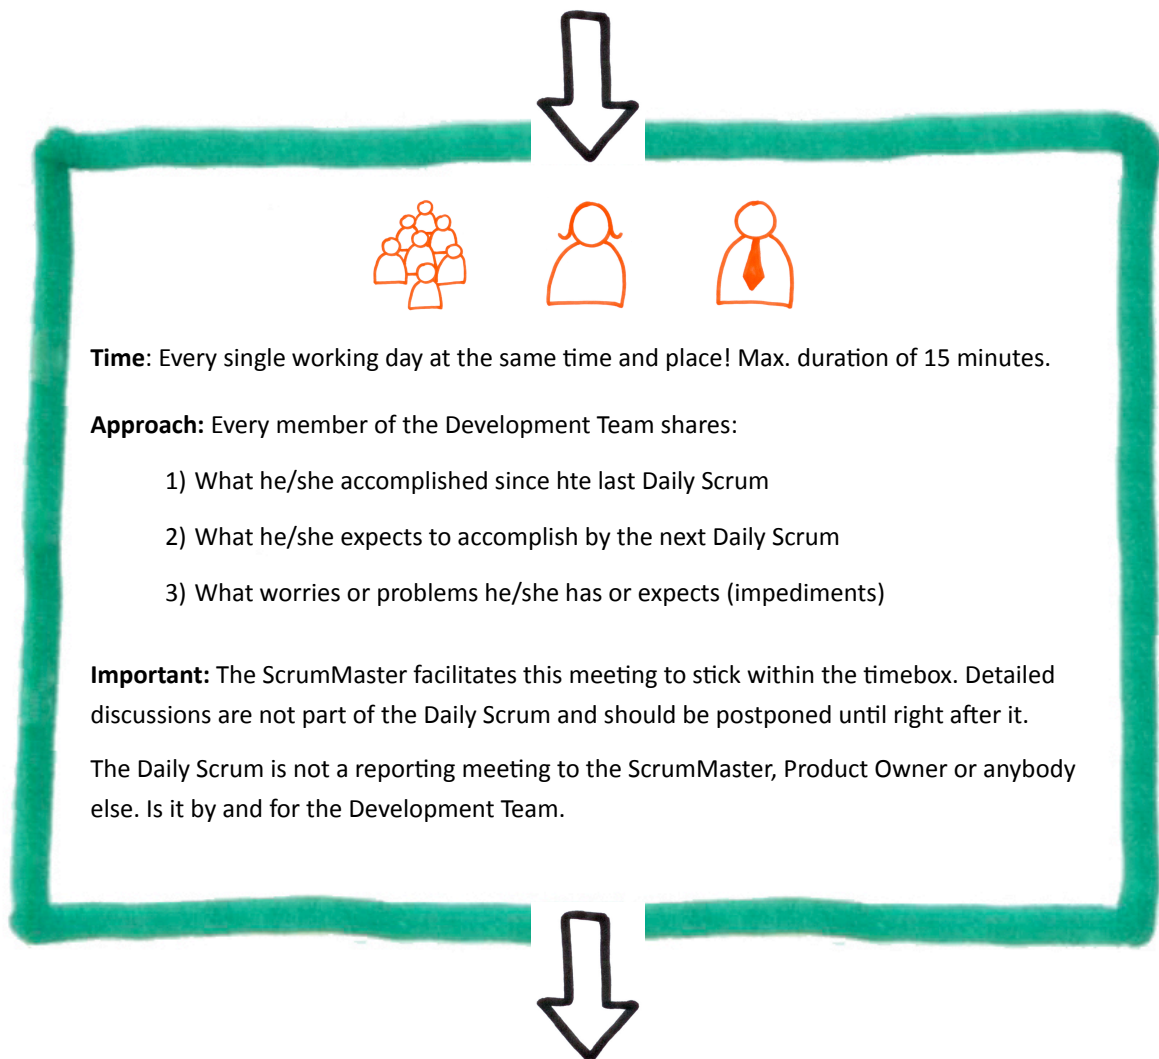 Time: Every single working day at the same time and place! Max. duration of 15 minutes.
Approach: Every member of the Development Team shares:
1) What he/she accomplished since hte last Daily Scrum
2) What he/she expects to accomplish by the next Daily Scrum
3) What worries or problems he/she has or expects (impediments)
Important: The ScrumMaster facilitates this meeting to stick within the timebox. Detailed
discussions are not part of the Daily Scrum and should be postponed until right after it.
The Daily Scrum is not a reporting meeting to the ScrumMaster, Product Owner or anybody
else. Is it by and for the Development Team.